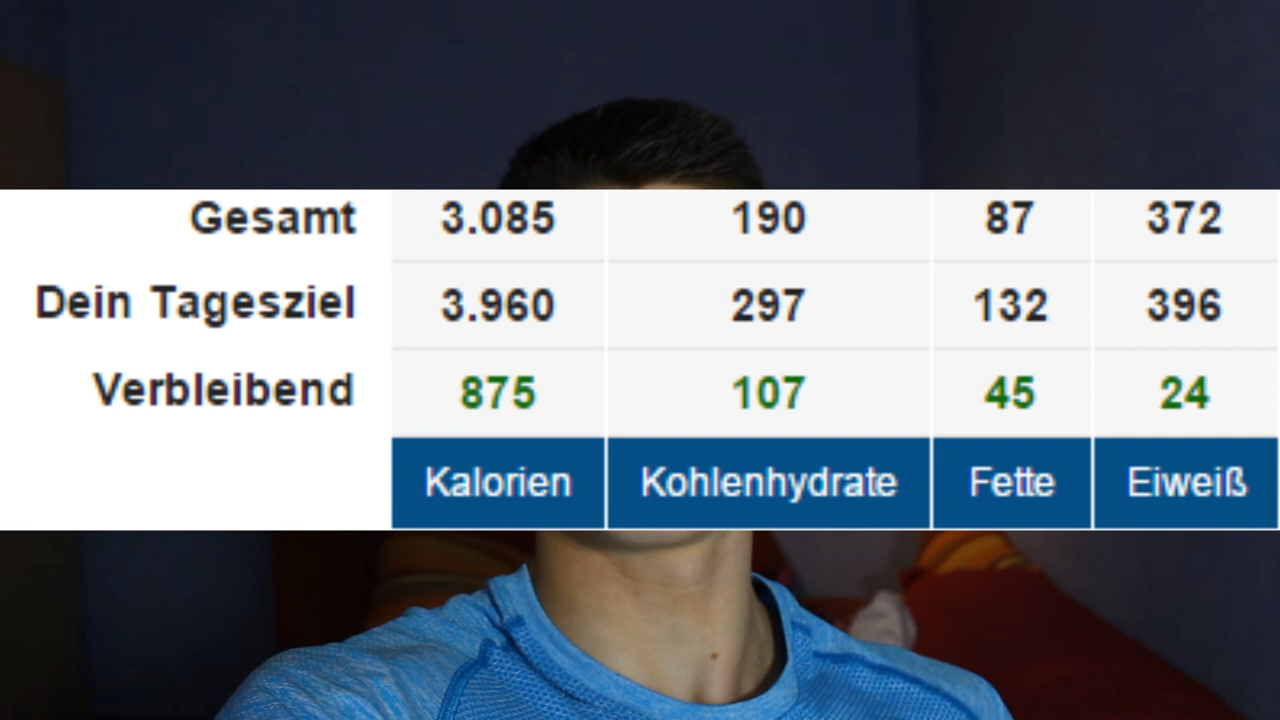 Gesamt 3.085 190 87 372
Dein Tagesziel 3.960 297 132 396
Verbleibend 875 107 45 24
Kalorien Kohlenhydrate Fette Eiweiß